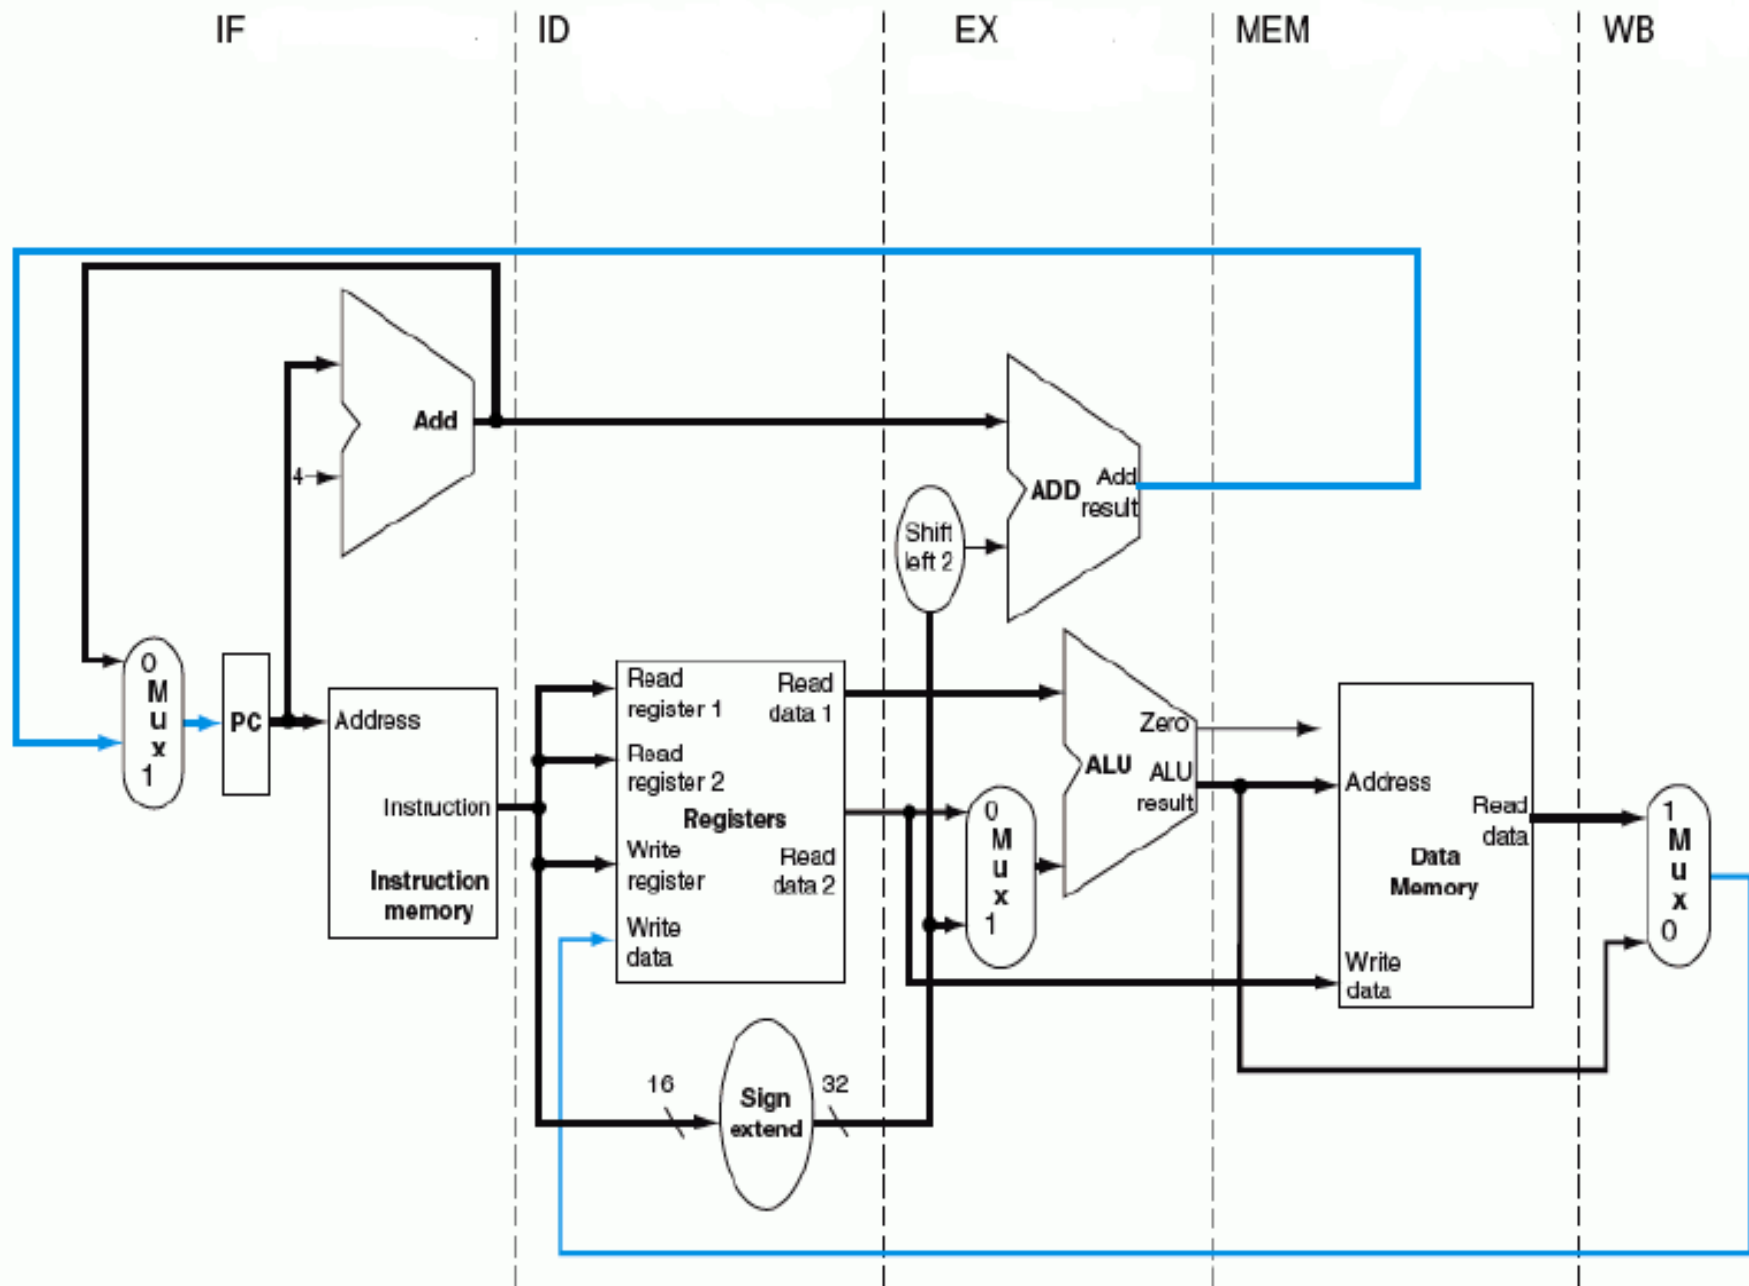 IF
ID
EX
MEM
WB
Add
4
ADD
Add
result
Shift
left 2
0
M
u
x
1
PC
Address
Instruction
Instruction
memory
Read
register 1
Read
data 1
Read
register 2
Registers
Write
register
Read
data 2
Write
data
16
Sign
extend
32
0
M
u
x
1
Zero
ALU
ALU
result
Address
Read
data
Data
Memory
Write
data
1
M
u
x
0